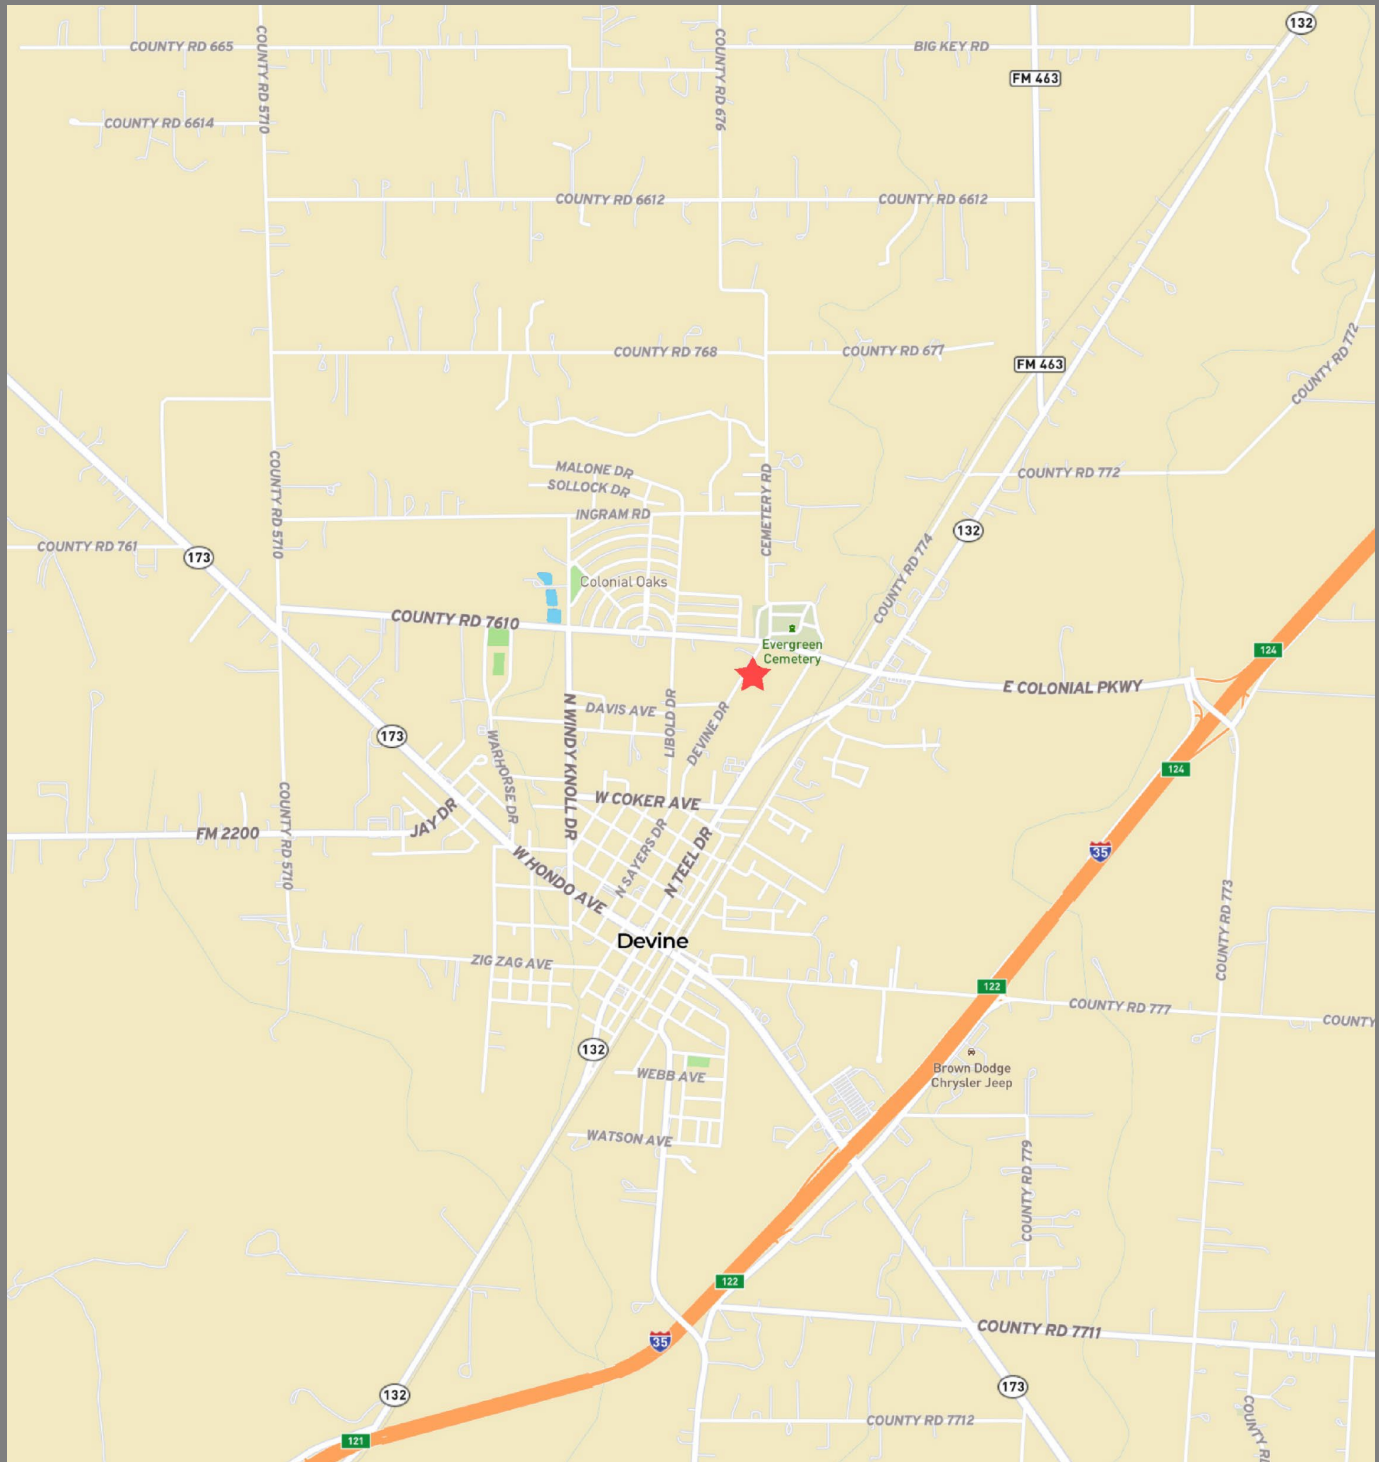 132
COUNTY RD 665
BIG KEY RD
COUNTY RD 5710
COUNTY RD 676
FM 463
COUNTY RD 6614
COUNTY RD 6612
COUNTY RD 6612
COUNTY RD 768
COUNTY RD 677
FM 463
COUNTY RD 772
MALONE DR
SOLLOCK DR
COUNTY RD 772
INGRAM RD
COUNTY RD 5710
CEMETERY RD
132
COUNTY RD 761
173
COUNTY RD 774
Colonial Oaks
COUNTY RD 7610
Evergreen
Cemetery
124
E COLONIAL PKWY
DAVIS AVE
LIBOLD DR
DEVINE DR
N WINDY KNOLL DR
173
WARHORSE DR
124
W COKER AVE
JAY DR
FM 2200
COUNTY RD 5710
N SAYERS DR
N TEEL DR
35
W HONDO AVE
COUNTY RD 773
Devine
ZIG ZAG AVE
122
COUNTY RD 777
COUNTY
132
Brown Dodge
Chrysler Jeep
WEBB AVE
WATSON AVE
COUNTY RD 779
122
COUNTY RD 7711
35
173
132
COUNTY RD 7712
121
COUNTY